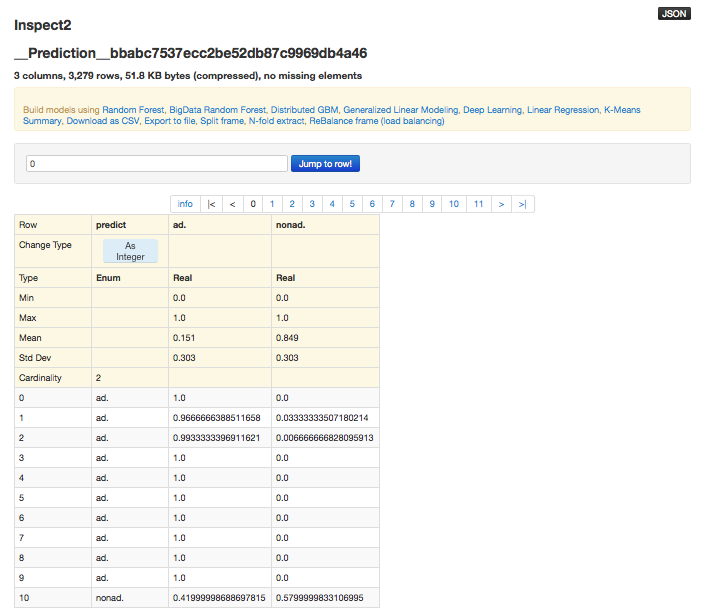 JSON
Inspect2
__Prediction__bbabc7537ecc2be52db87c9969db4a46
3 columns, 3,279 rows, 51.8 KB bytes (compressed), no missing elements
Build models using Random Forest, BigData Random Forest, Distributed GBM, Generalized Linear Modeling, Deep Learning, Linear Regression, K-Means
Summary, Download as CSV, Export to file, Split frame, N-fold extract, ReBalance frame (load balancing)
0 Jump to row!
info |< < 0 1 2 3 4 5 6 7 8 9 10 11 > >|
Row predict ad. nonad.
Change Type As
Integer
Type Enum Real Real
Min 0.0 0.0
Max 1.0 1.0
Mean 0.151 0.849
Std Dev 0.303 0.303
Cardinality 2
0 ad. 1.0 0.0
1 ad. 0.9666666388511658 0.03333333507180214
2 ad. 0.9933333396911621 0.006666666828095913
3 ad. 1.0 0.0
4 ad. 1.0 0.0
5 ad. 1.0 0.0
6 ad. 1.0 0.0
7 ad. 1.0 0.0
8 ad. 1.0 0.0
9 ad. 1.0 0.0
10 nonad. 0.41999998688697815 0.5799999833106995